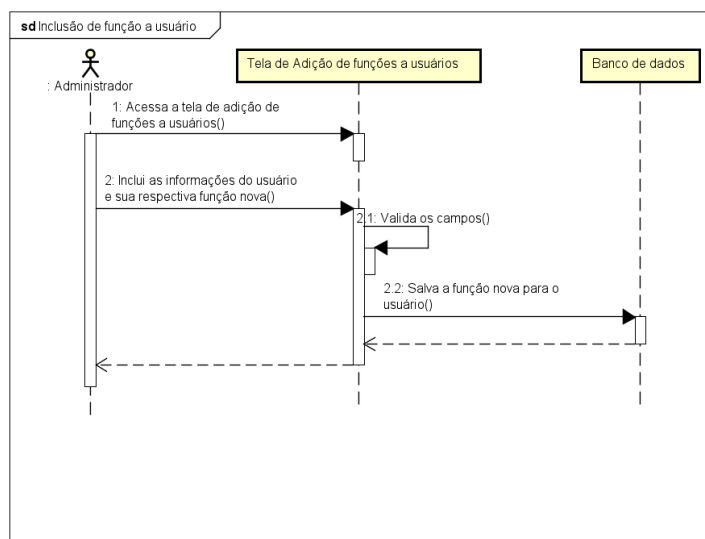 sd Inclusão de função a usuário
: Administrador
Tela de Adição de funções a usuários
Banco de dados
1: Acessa a tela de adição de
funções a usuários()
2: Inclui as informações do usuário
e sua respectiva função nova()
2.1: Valida os campos()
2.2: Salva a função nova para o
usuário()